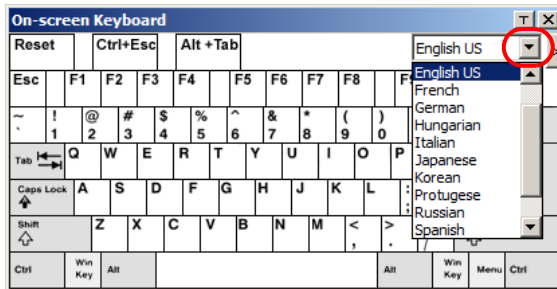 On-screen Keyboard
Reset Ctrl+Esc Alt +Tab English US
Esc F1 F2 F3 F4 F5 F6 F7 F8
English US
French
German
Hungarian
Italian
Japanese
Korean
Protugese
Russian
Spanish
~ ! @ # $ % ^ & * ( )
` 1 2 3 4 5 6 7 8 9 0
Tab Q W E R T Y U I O P
Caps Lock A S D F G H J K L :
;
Shift Z X C V B N M < >
, . /
Ctrl Win Key Alt Alt Win Key Menu Ctrl